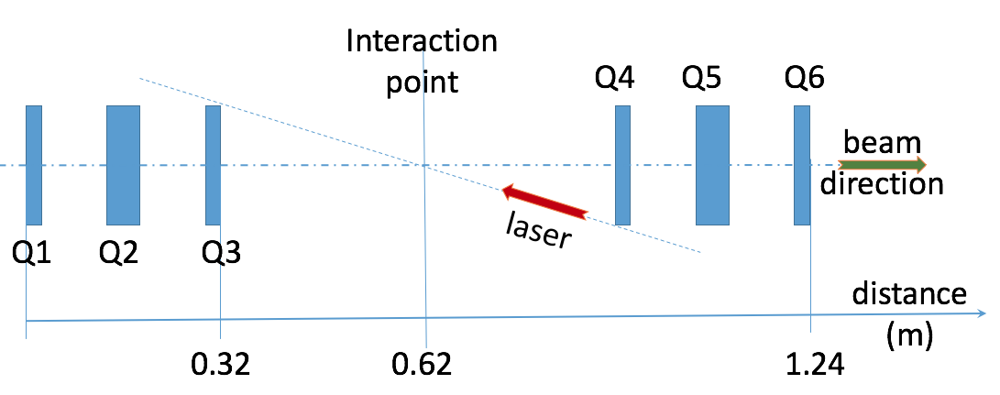 Interaction
point
Q4
Q5
Q6
beam
direction
laser
Q1
Q2
Q3
distance
(m)
0.32
0.62
1.24